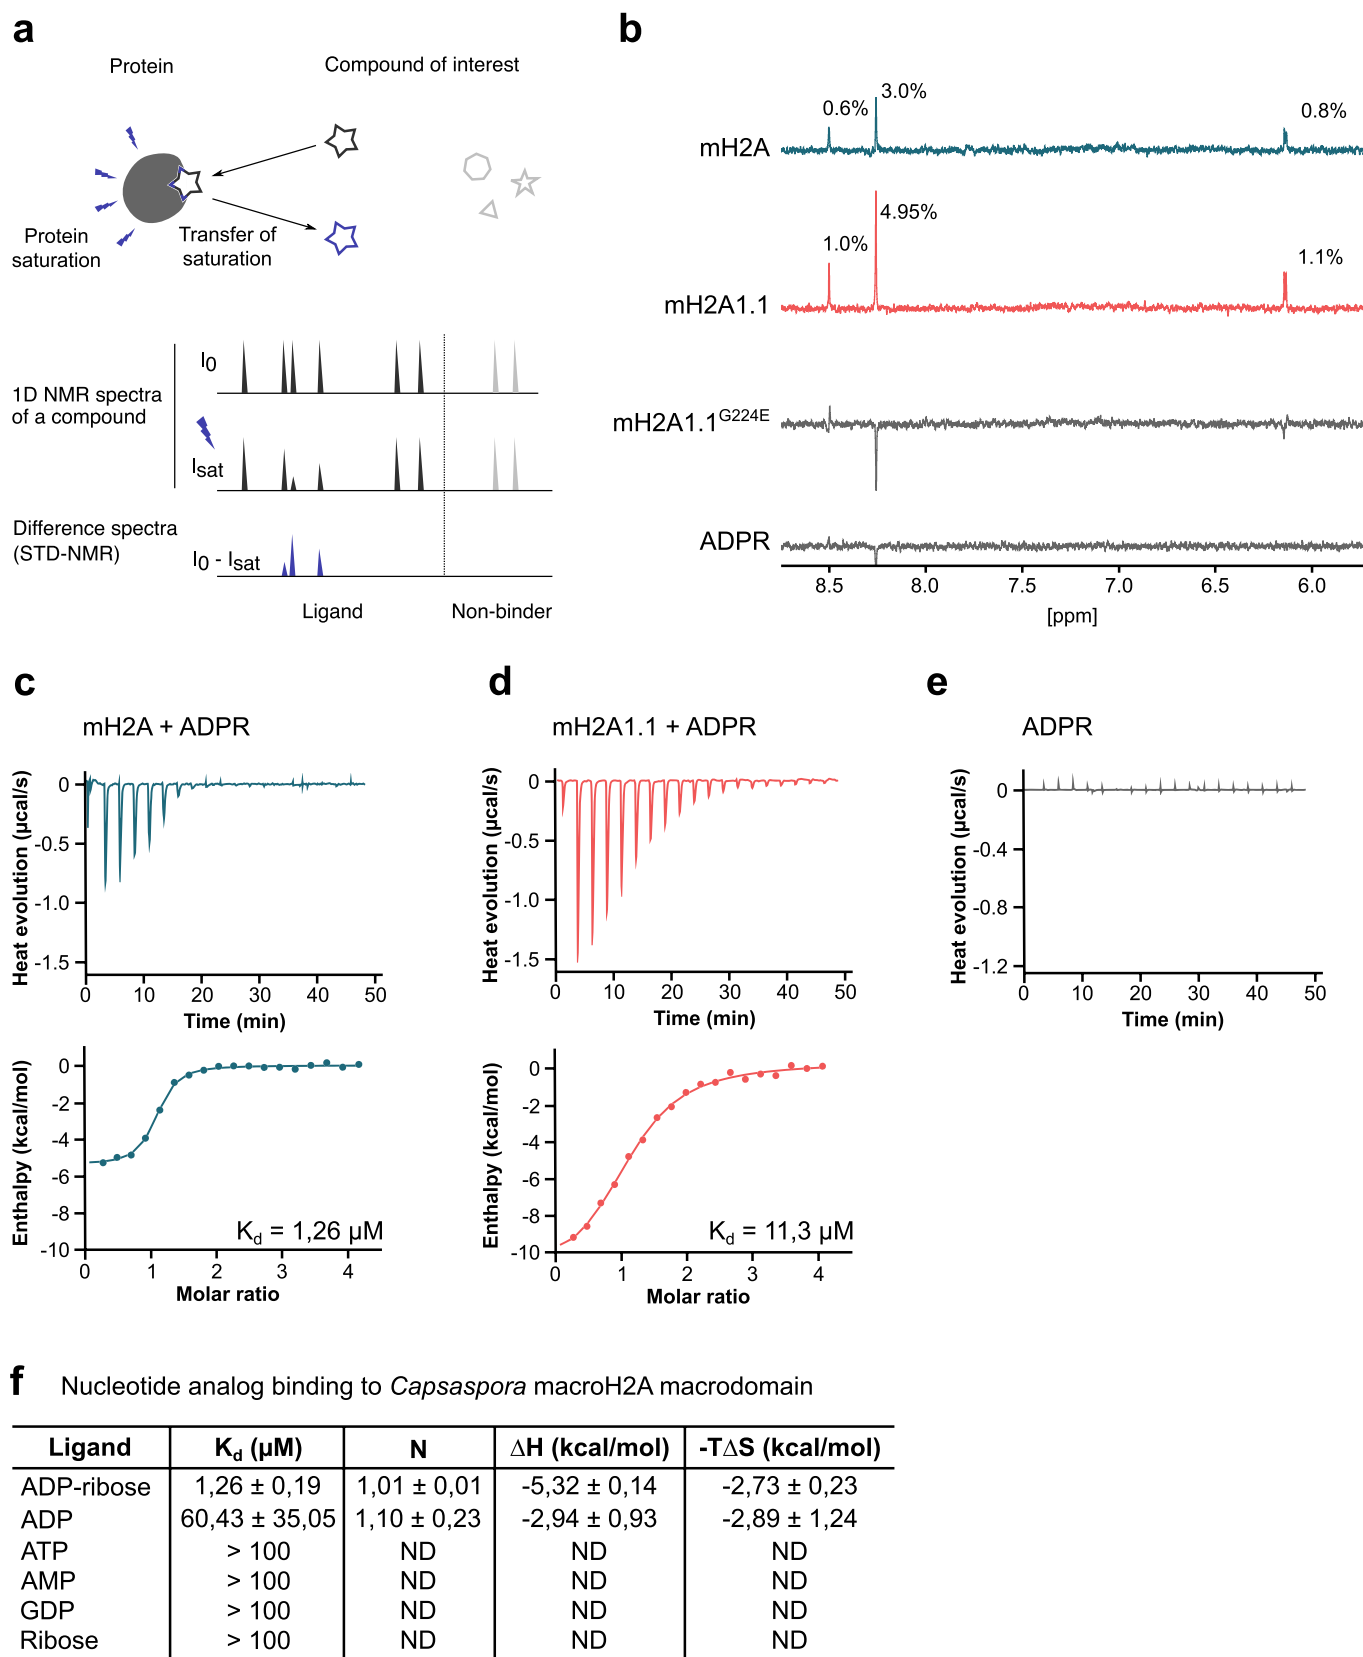 a
Protein
Compound of interest
Protein
saturation
Transfer of
saturation
1D NMR spectra
of a compound
I0
Isat
Difference spectra
(STD-NMR)
I0 - Isat
Ligand
Non-binder
b
mH2A
0.6%
3.0%
0.8%
mH2A1.1
1.0%
4.95%
1.1%
mH2A1.1G224E
ADPR
8.5 8.0 7.5 7.0 6.5 6.0
[ppm]
c
mH2A + ADPR
Heat evolution (µcal/s)
0
-0.5
-1.0
-1.5
0 10 20 30 40 50
Time (min)
Enthalpy (kcal/mol)
0
-2
-4
-6
-8
-10
Kd = 1,26 µM
0 1 2 3 4
Molar ratio
d
mH2A1.1 + ADPR
Heat evolution (µcal/s)
0
-0.5
-1.0
-1.5
0 10 20 30 40 50
Time (min)
Enthalpy (kcal/mol)
0
-2
-4
-6
-8
-10
Kd = 11,3 µM
0 1 2 3 4
Molar ratio
e
ADPR
Heat evolution (µcal/s)
0
-0.4
-0.8
-1.2
0 10 20 30 40 50
Time (min)
f Nucleotide analog binding to Capsaspora macroH2A macrodomain
Ligand Kd (µM) N ΔH (kcal/mol) -TΔS (kcal/mol)
ADP-ribose 1,26 ± 0,19 1,01 ± 0,01 -5,32 ± 0,14 -2,73 ± 0,23
ADP 60,43 ± 35,05 1,10 ± 0,23 -2,94 ± 0,93 -2,89 ± 1,24
ATP > 100 ND ND ND
AMP > 100 ND ND ND
GDP > 100 ND ND ND
Ribose > 100 ND ND ND